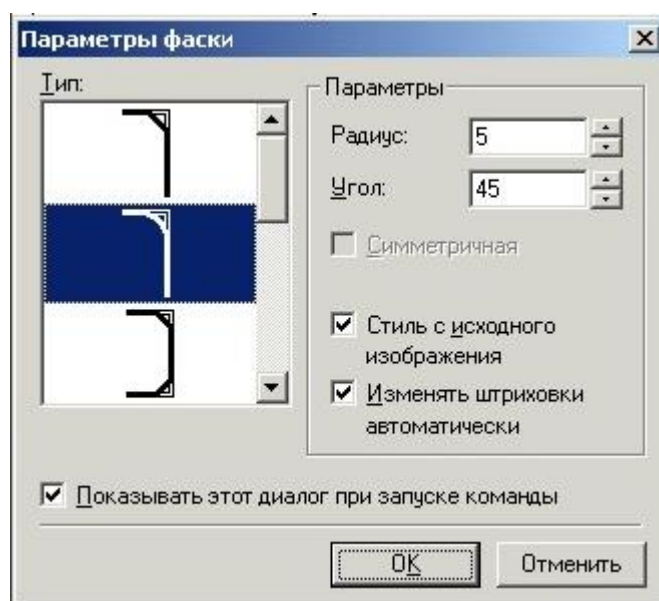 Параметры фаски
Тип:
Параметры
Радиус: 5
Угол: 45
Симметричная
Стиль с исходного
изображения
Изменять штриховки
автоматически
Показывать этот диалог при запуске команды
OK
Отменить